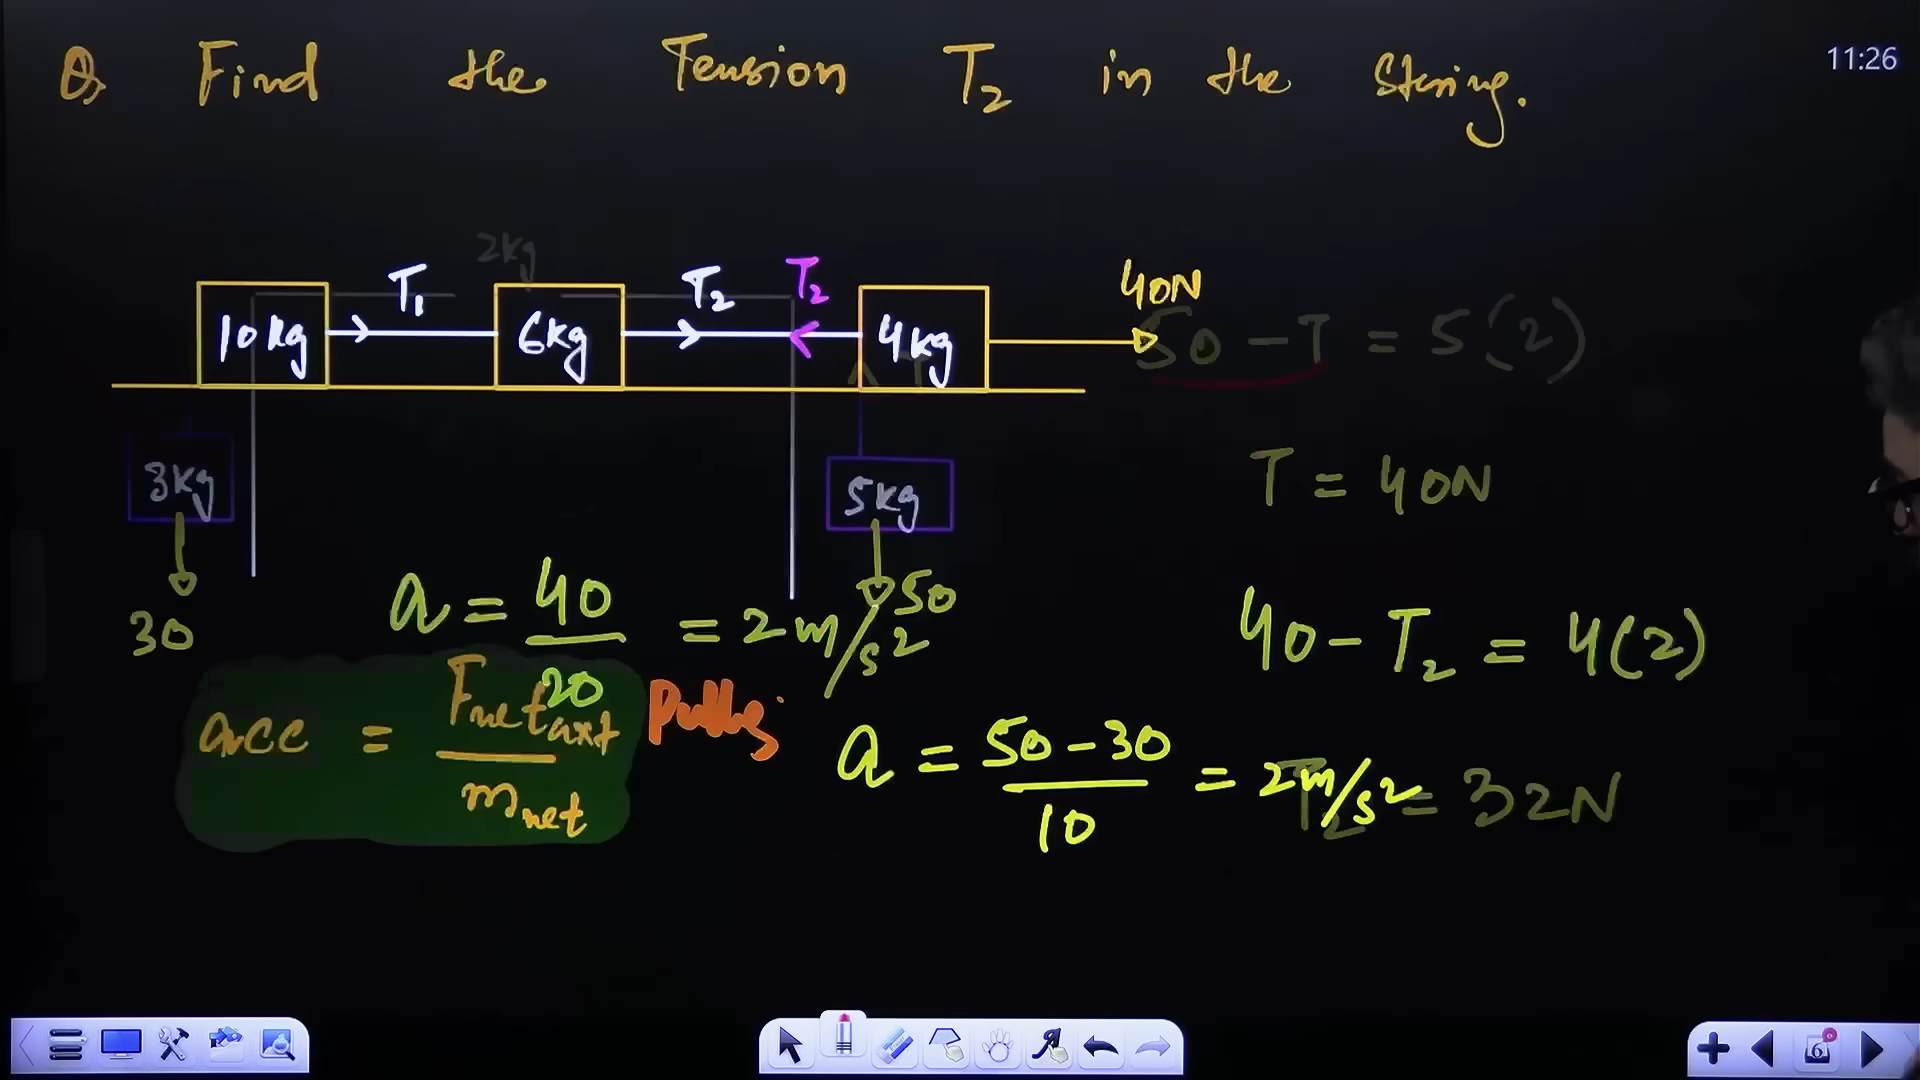 Q Find the Tension T₂ in the String.
11:26
2kg
T₁ T₂ T₂ 40N
10kg 6kg 4kg
50 - T = 5(2)
3kg 5kg
T = 40N
30 50
a = 40/20 = 2m/s²
40 - T₂ = 4(2)
acc = Fnet ext / mnet
a = 50-30/10 = 2m/s²
T₂ = 32N
6